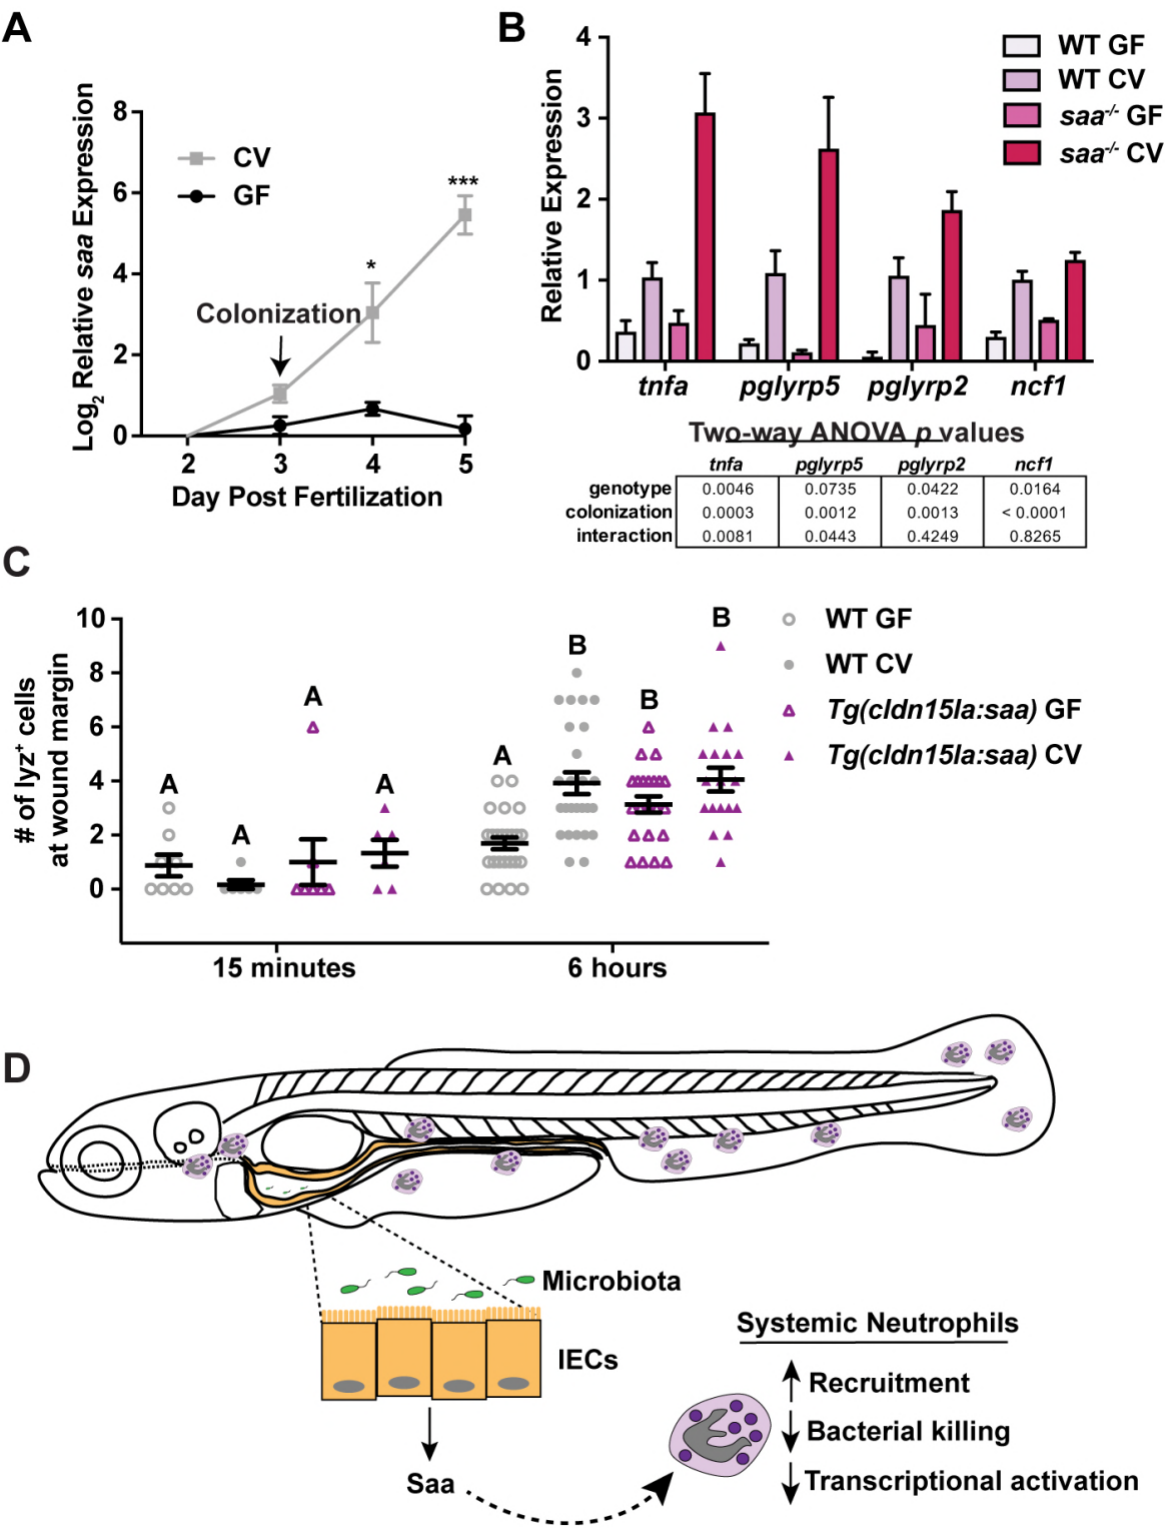 A
Log2 Relative saa Expression
8
6
4
2
0
CV
GF
***
*
Colonization
2 3 4 5
Day Post Fertilization
B
Relative Expression
4
3
2
1
0
WT GF
WT CV
saa-/- GF
saa-/- CV
tnfa pglyrp5 pglyrp2 ncf1
Two-way ANOVA p values
tnfa pglyrp5 pglyrp2 ncf1
genotype 0.0046 0.0735 0.0422 0.0164
colonization 0.0003 0.0012 0.0013 < 0.0001
interaction 0.0081 0.0443 0.4249 0.8265
C
# of lyz+ cells
at wound margin
10
8
6
4
2
0
A A A A A B B B
15 minutes 6 hours
WT GF
WT CV
Tg(cldn15la:saa) GF
Tg(cldn15la:saa) CV
D
Microbiota
IECs
Saa
Systemic Neutrophils
Recruitment
Bacterial killing
Transcriptional activation